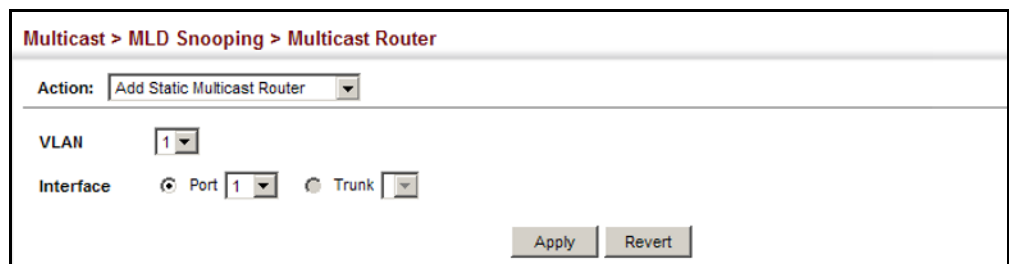 Multicast > MLD Snooping > Multicast Router
Action: Add Static Multicast Router
VLAN 1
Interface Port 1 Trunk
Apply Revert